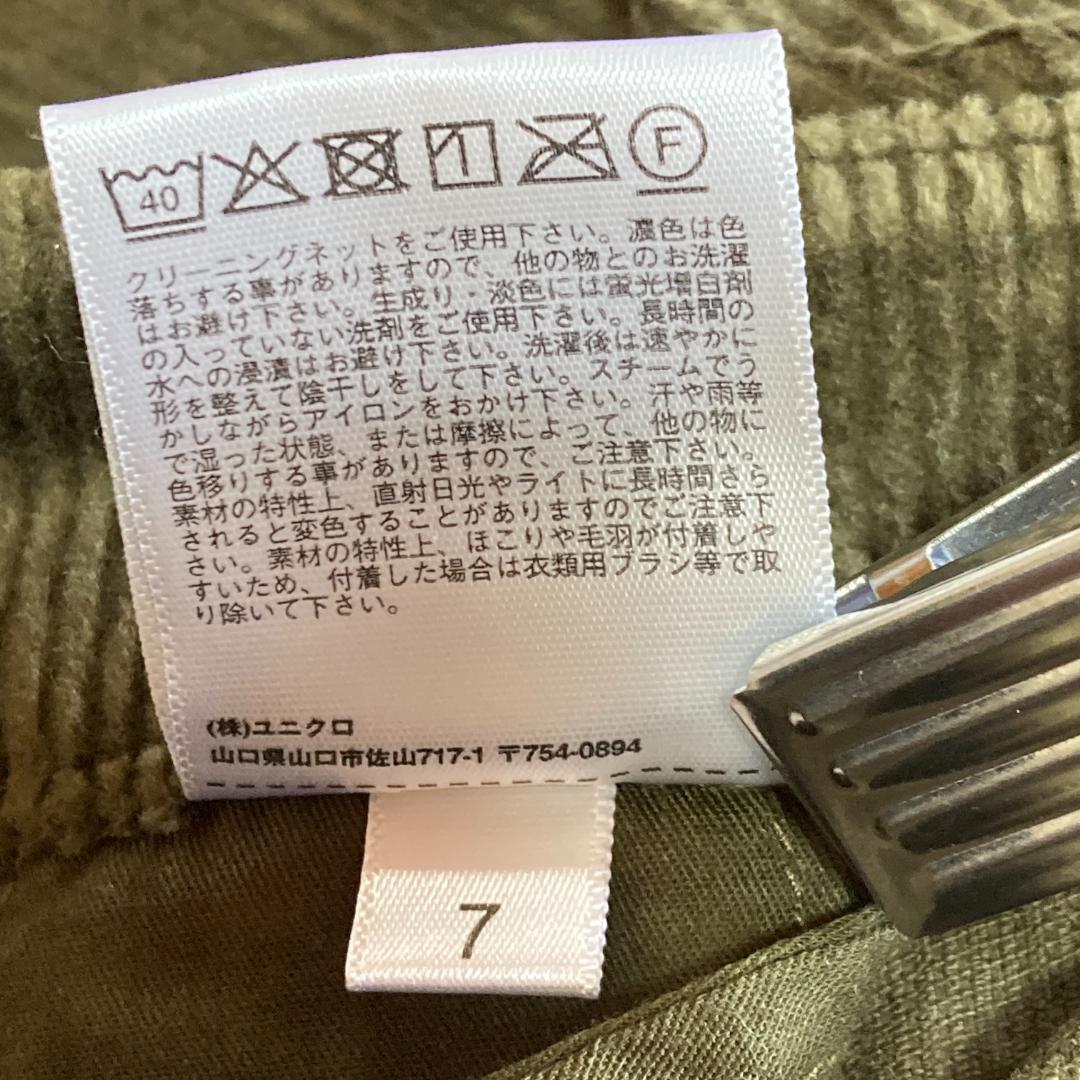 40
F
クリーニングネットをご使用下さい。濃色は色
落ちする事がありますので、他の物とのお洗濯
はお避け下さい。生成り・淡色には蛍光増白剤
の入っていない洗剤をご使用下さい。長時間の
水への浸漬はお避け下さい。洗濯後は速やかに
形を整えて陰干しをして下さい。スチームでう
かしながらアイロンをおかけ下さい。汗や雨等
で湿った状態、または摩擦によって、他の物に
色移りする事がありますので、ご注意下さい。
素材の特性上、直射日光やライトに長時間さら
されると変色することがありますのでご注意下
さい。素材の特性上、ほこりや毛羽が付着しや
すいため、付着した場合は衣類用ブラシ等で取
り除いて下さい。
(株)ユニクロ
山口県山口市佐山717-1 〒754-0894
7